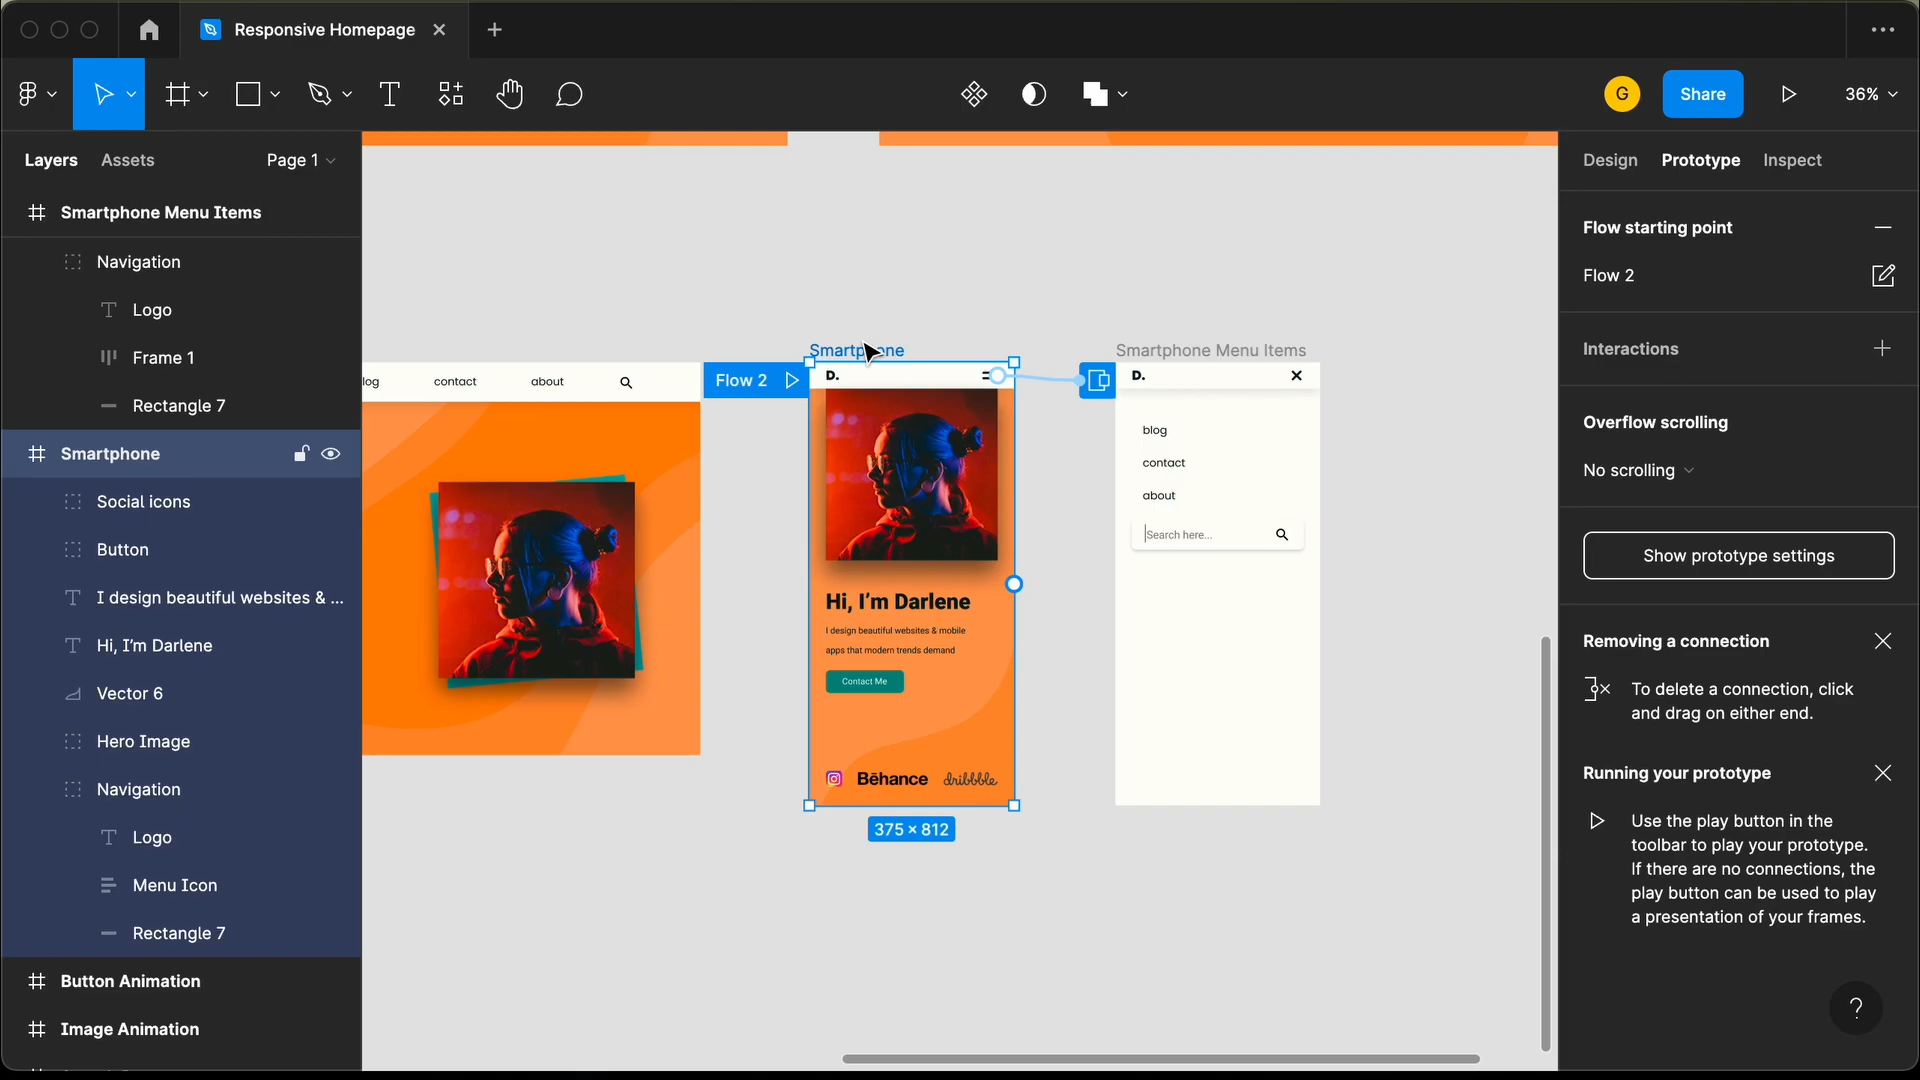 Responsive Homepage
G
Share
36%
Layers
Assets
Page 1
Smartphone Menu Items
Navigation
Logo
Frame 1
Rectangle 7
Smartphone
Social icons
Button
I design beautiful websites & ...
Hi, I'm Darlene
Vector 6
Hero Image
Navigation
Logo
Menu Icon
Rectangle 7
Button Animation
Image Animation
log
contact
about
Flow 2
Smartphone
D.
Hi, I'm Darlene
I design beautiful websites & mobile
apps that modern trends demand
Contact Me
Bēhance
dribbble
375 × 812
Smartphone Menu Items
D.
blog
contact
about
Search here...
Design
Prototype
Inspect
Flow starting point
Flow 2
Interactions
Overflow scrolling
No scrolling
Show prototype settings
Removing a connection
To delete a connection, click
and drag on either end.
Running your prototype
Use the play button in the
toolbar to play your prototype.
If there are no connections, the
play button can be used to play
a presentation of your frames.
?